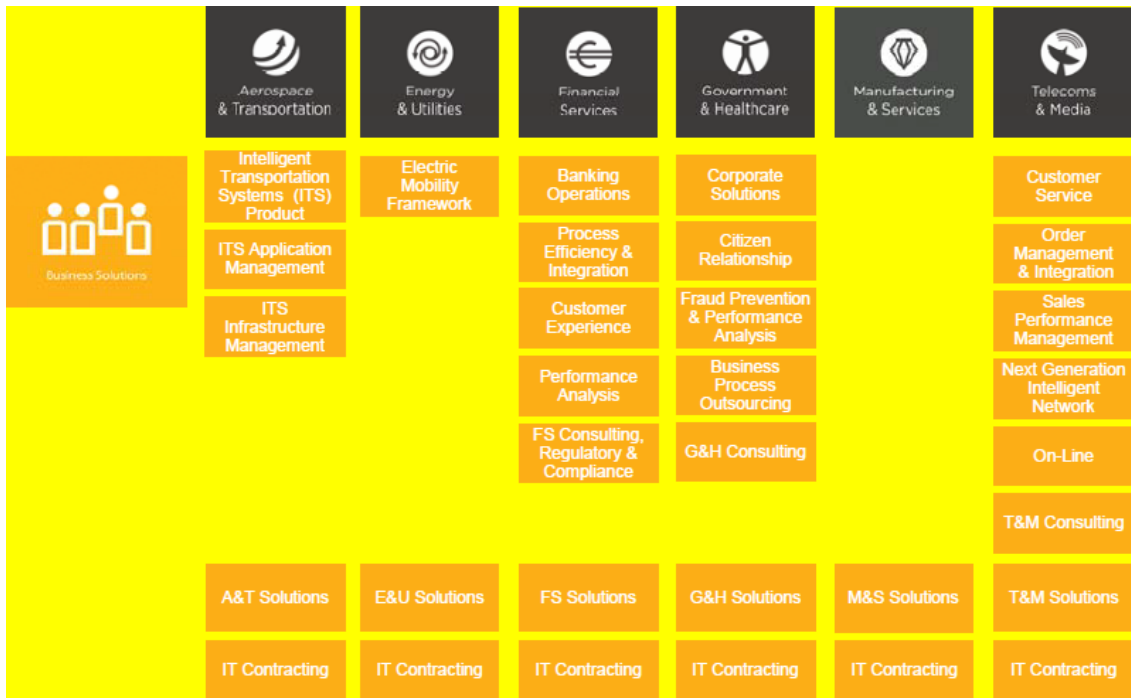 Aerospace
& Transportation
Energy
& Utilities
Financial
Services
Government
& Healthcare
Manufacturing
& Services
Telecoms
& Media
Business Solutions
Intelligent
Transportation
Systems (ITS)
Product
ITS Application
Management
ITS
Infrastructure
Management
Electric
Mobility
Framework
Banking
Operations
Process
Efficiency &
Integration
Customer
Experience
Performance
Analysis
FS Consulting,
Regulatory &
Compliance
Corporate
Solutions
Citizen
Relationship
Fraud Prevention
& Performance
Analysis
Business
Process
Outsourcing
G&H Consulting
Customer
Service
Order
Management
& Integration
Sales
Performance
Management
Next Generation
Intelligent
Network
On-Line
T&M Consulting
A&T Solutions
E&U Solutions
FS Solutions
G&H Solutions
M&S Solutions
T&M Solutions
IT Contracting
IT Contracting
IT Contracting
IT Contracting
IT Contracting
IT Contracting